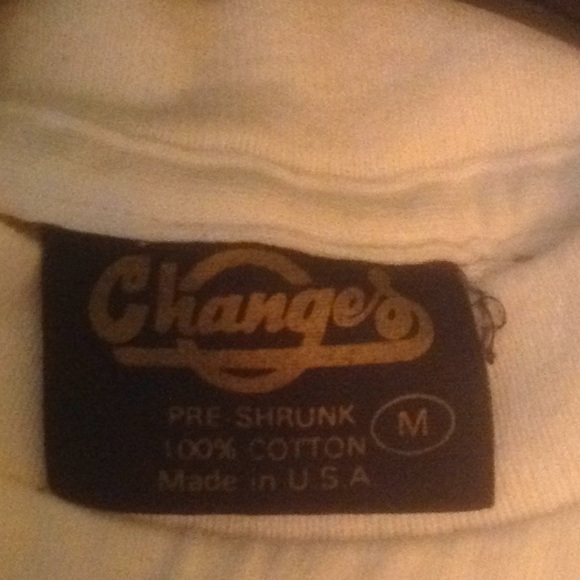 Changes
PRE-SHRUNK
100% COTTON
Made in U.S.A
M